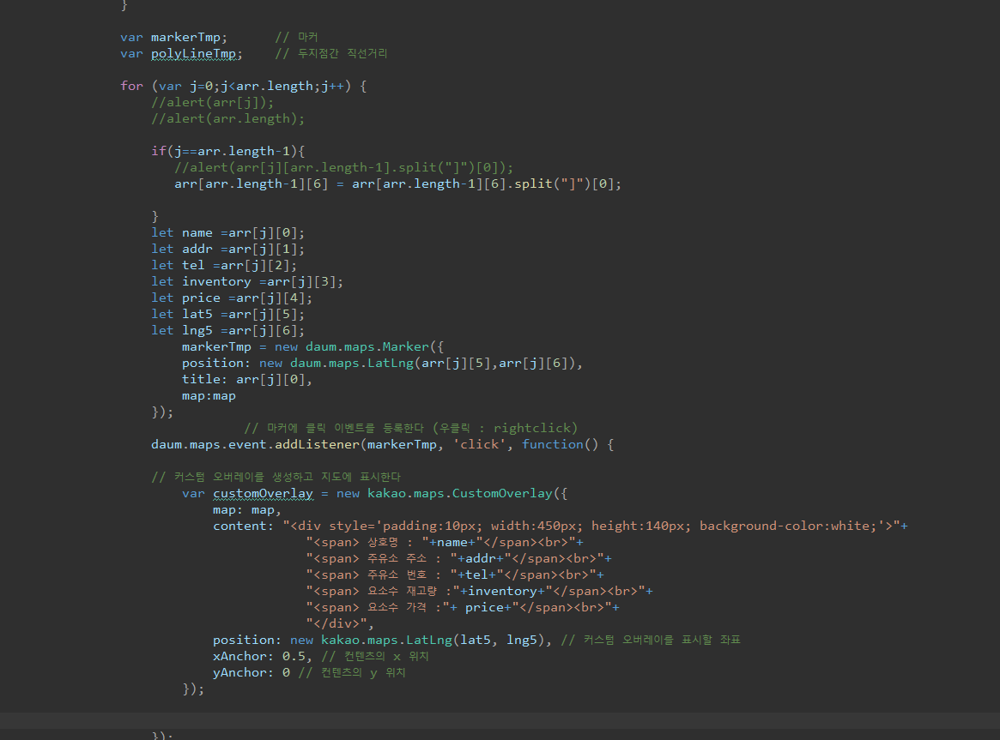 }
var markerTmp;      // 마커
var polyLineTmp;    // 두지점간 직선거리
for (var j=0;j<arr.length;j++) {
//alert(arr[j]);
//alert(arr.length);
if(j==arr.length-1){
//alert(arr[j][arr.length-1].split("]")[0]);
arr[arr.length-1][6] = arr[arr.length-1][6].split("]")[0];
}
let name =arr[j][0];
let addr =arr[j][1];
let tel =arr[j][2];
let inventory =arr[j][3];
let price =arr[j][4];
let lat5 =arr[j][5];
let lng5 =arr[j][6];
markerTmp = new daum.maps.Marker({
position: new daum.maps.LatLng(arr[j][5],arr[j][6]),
title: arr[j][0],
map:map
});
// 마커에 클릭 이벤트를 등록한다 (우클릭 : rightclick)
daum.maps.event.addListener(markerTmp, 'click', function() {
// 커스텀 오버레이를 생성하고 지도에 표시한다
var customOverlay = new kakao.maps.CustomOverlay({
map: map,
content: "<div style='padding:10px; width:450px; height:140px; background-color:white;'>"+
"<span> 상호명 : "+name+"</span><br>"+
"<span> 주유소 주소 : "+addr+"</span><br>"+
"<span> 주유소 번호 : "+tel+"</span><br>"+
"<span> 요소수 재고량 :"+inventory+"</span><br>"+
"<span> 요소수 가격 :"+ price+"</span><br>"+
"</div>",
position: new kakao.maps.LatLng(lat5, lng5), // 커스텀 오버레이를 표시할 좌표
xAnchor: 0.5, // 컨텐츠의 x 위치
yAnchor: 0 // 컨텐츠의 y 위치
});
});